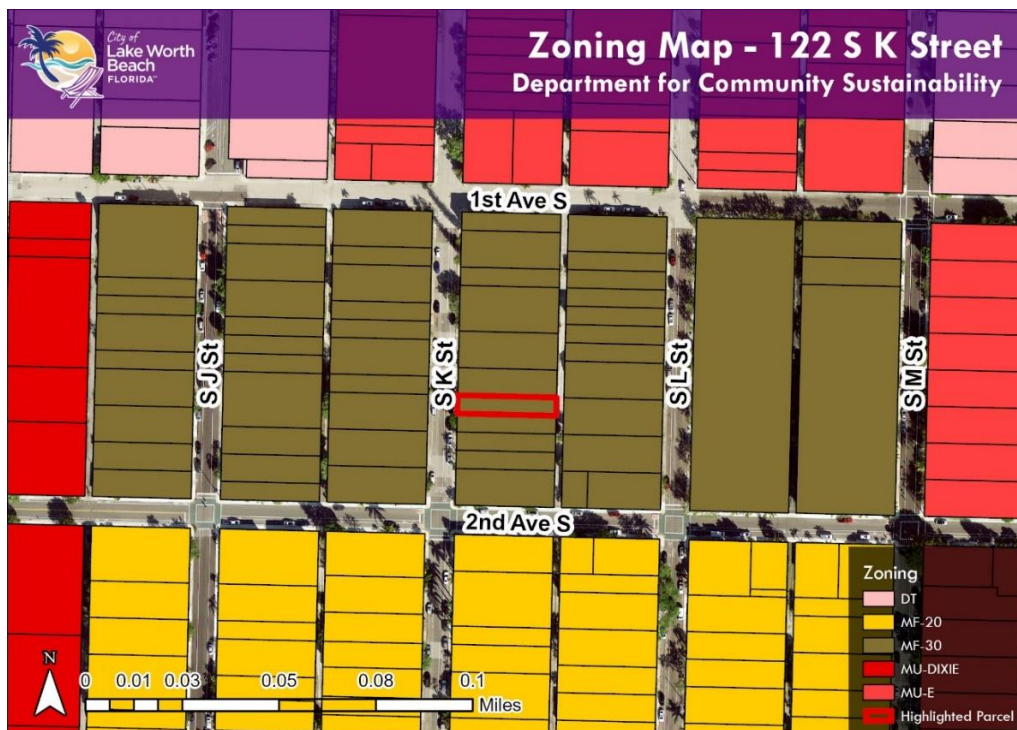 City of
Lake Worth
Beach
FLORIDA™
Zoning Map - 122 S K Street
Department for Community Sustainability
1st Ave S
S J St
S K St
S L St
S M St
2nd Ave S
Zoning
DT
MF-20
MF-30
MU-DIXIE
MU-E
Highlighted Parcel
N
0 0.01 0.03 0.05 0.08 0.1
Miles